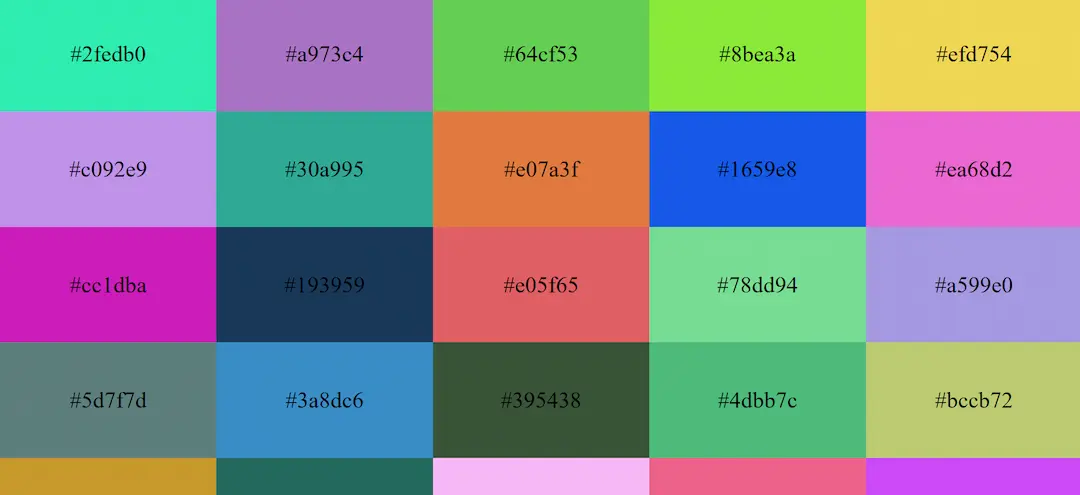 #2fedb0 #a973c4 #64cf53 #8bea3a #efd754
#c092e9 #30a995 #e07a3f #1659e8 #ea68d2
#cc1dba #193959 #e05f65 #78dd94 #a599e0
#5d7f7d #3a8dc6 #395438 #4dbb7c #bccb72